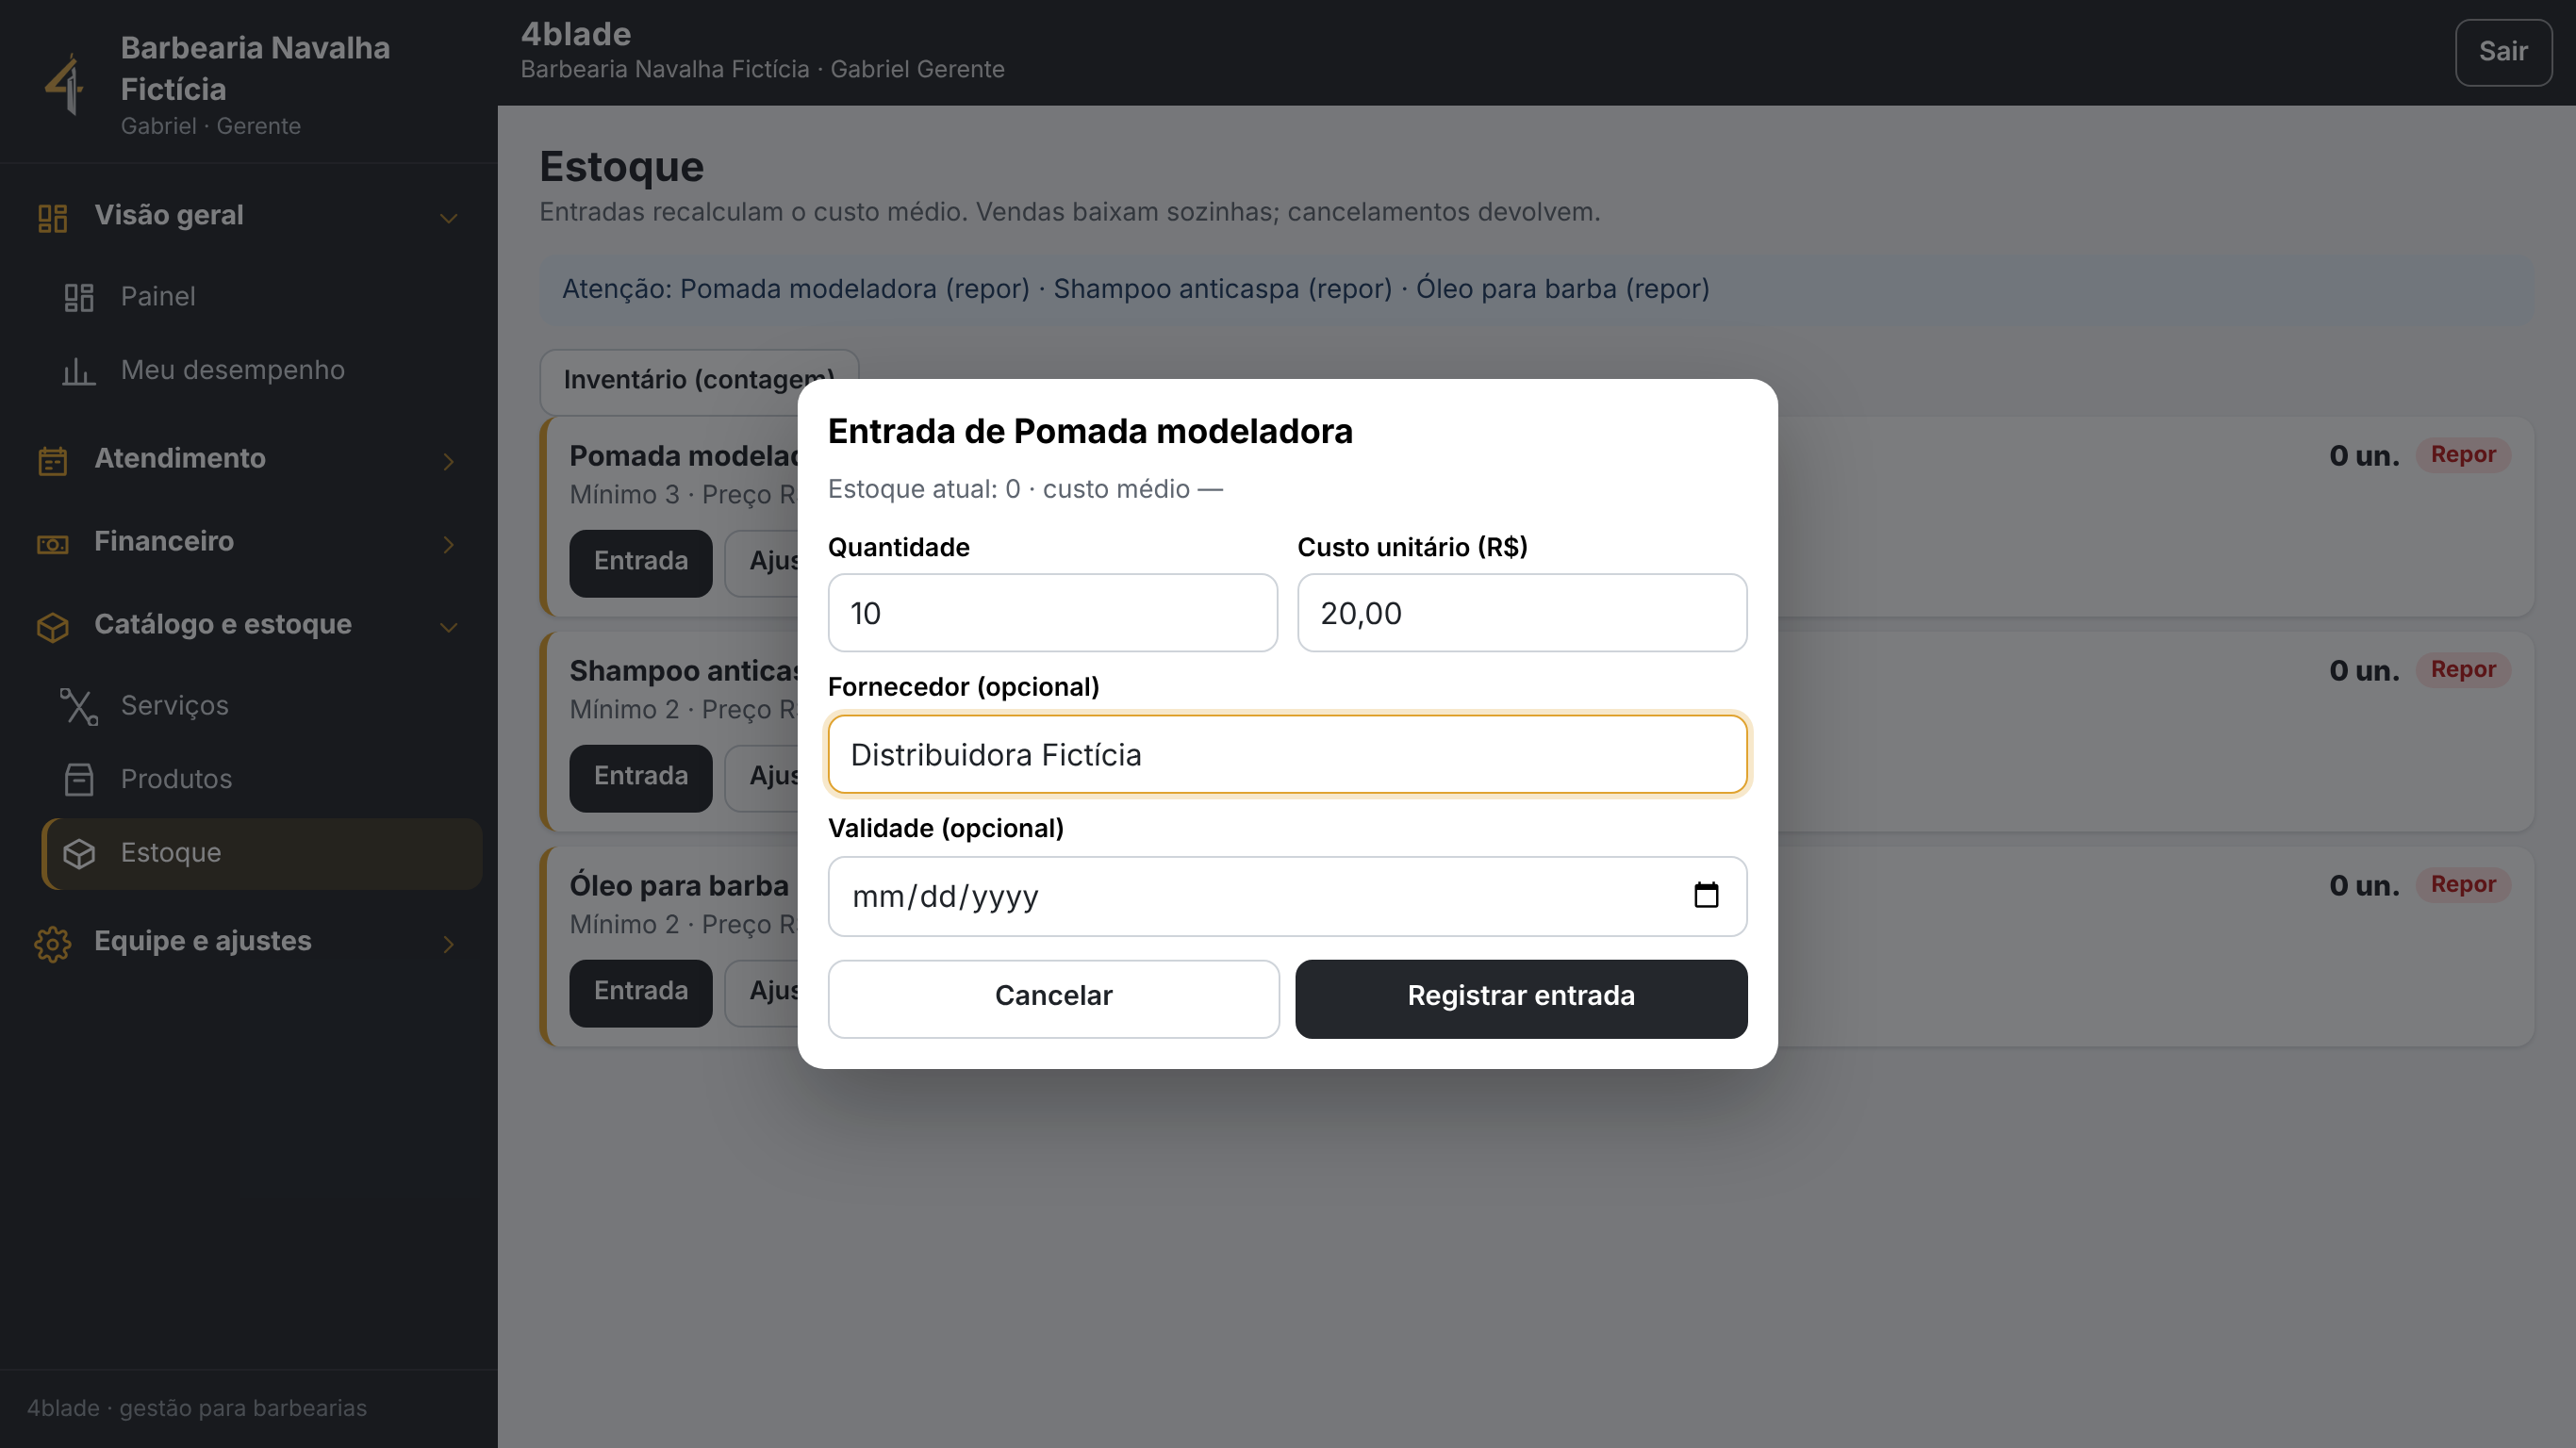 Barbearia Navalha
Fictícia
Gabriel · Gerente
Visão geral
Painel
Meu desempenho
Atendimento
Financeiro
Catálogo e estoque
Serviços
Produtos
Estoque
Equipe e ajustes
4blade · gestão para barbearias
4blade
Barbearia Navalha Fictícia · Gabriel Gerente
Sair
Estoque
Entradas recalculam o custo médio. Vendas baixam sozinhas; cancelamentos devolvem.
Atenção: Pomada modeladora (repor) · Shampoo anticaspa (repor) · Óleo para barba (repor)
Inventário (contagem)
Pomada modelad
0 un. Repor
Mínimo 3 · Preço R
Entrada
Ajus
Shampoo anticas
0 un. Repor
Mínimo 2 · Preço R
Entrada
Ajus
Óleo para barba
0 un. Repor
Mínimo 2 · Preço R
Entrada
Ajus
Entrada de Pomada modeladora
Estoque atual: 0 · custo médio —
Quantidade
Custo unitário (R$)
10
20,00
Fornecedor (opcional)
Distribuidora Fictícia
Validade (opcional)
mm/dd/yyyy
Cancelar
Registrar entrada